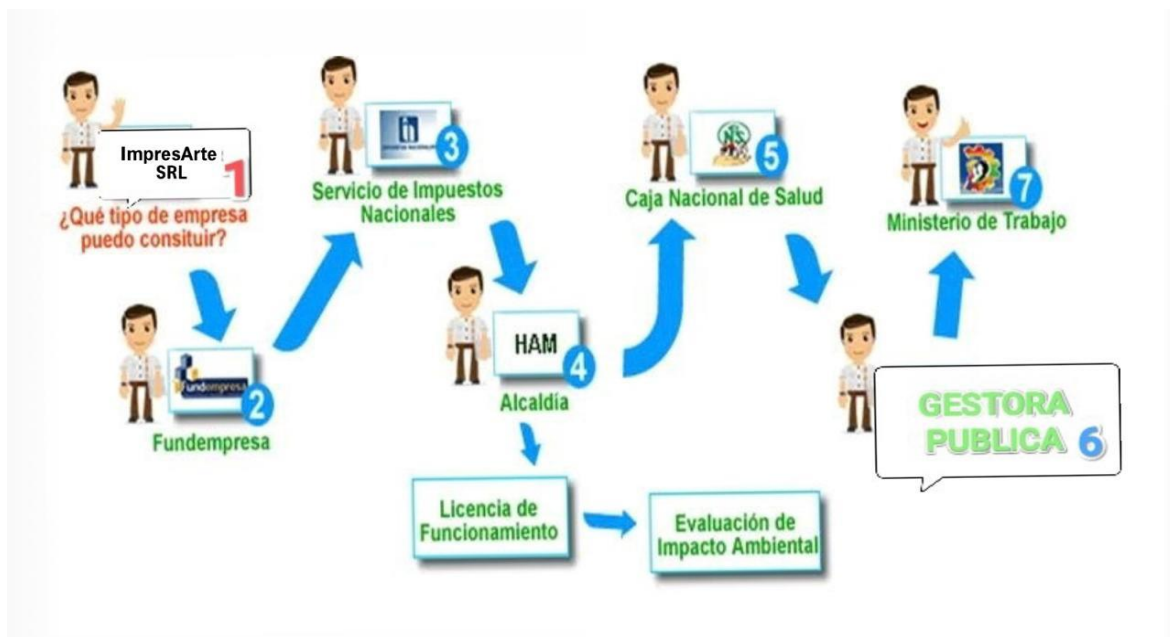 ImpresArte
SRL
1
¿Qué tipo de empresa
puedo consituir?
Fundempresa
2
Fundempresa
3
Servicio de Impuestos
Nacionales
HAM
4
Alcaldía
Licencia de
Funcionamiento
Evaluación de
Impacto Ambiental
5
Caja Nacional de Salud
GESTORA
PUBLICA 6
7
Ministerio de Trabajo